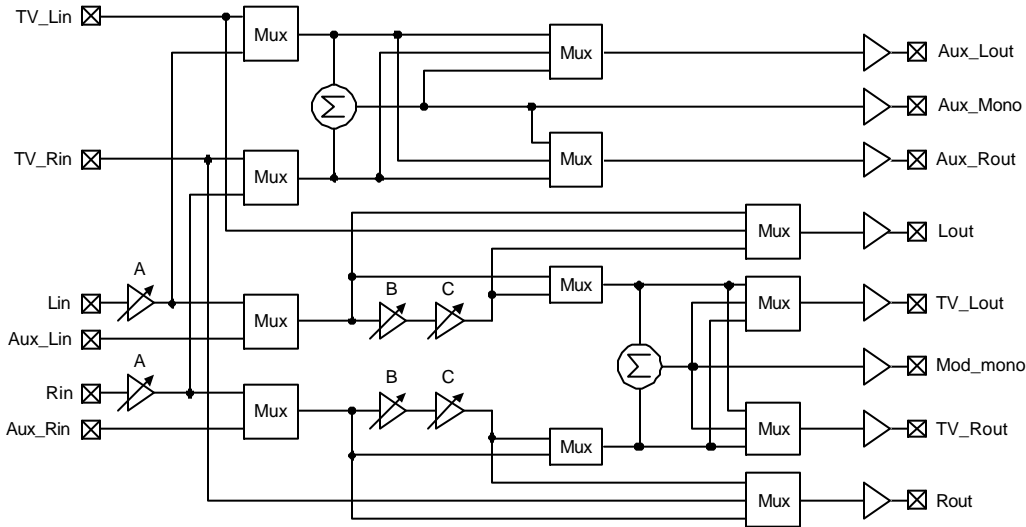 TV_Lin
Mux
Mux
Aux_Lout
Σ
Aux_Mono
TV_Rin
Mux
Mux
Aux_Rout
Mux
Lout
A
B
C
Mux
Lin
Mux
Mux
TV_Lout
Aux_Lin
A
Σ
Mod_mono
B
C
Rin
Mux
Aux_Rin
Mux
Mux
TV_Rout
Mux
Rout